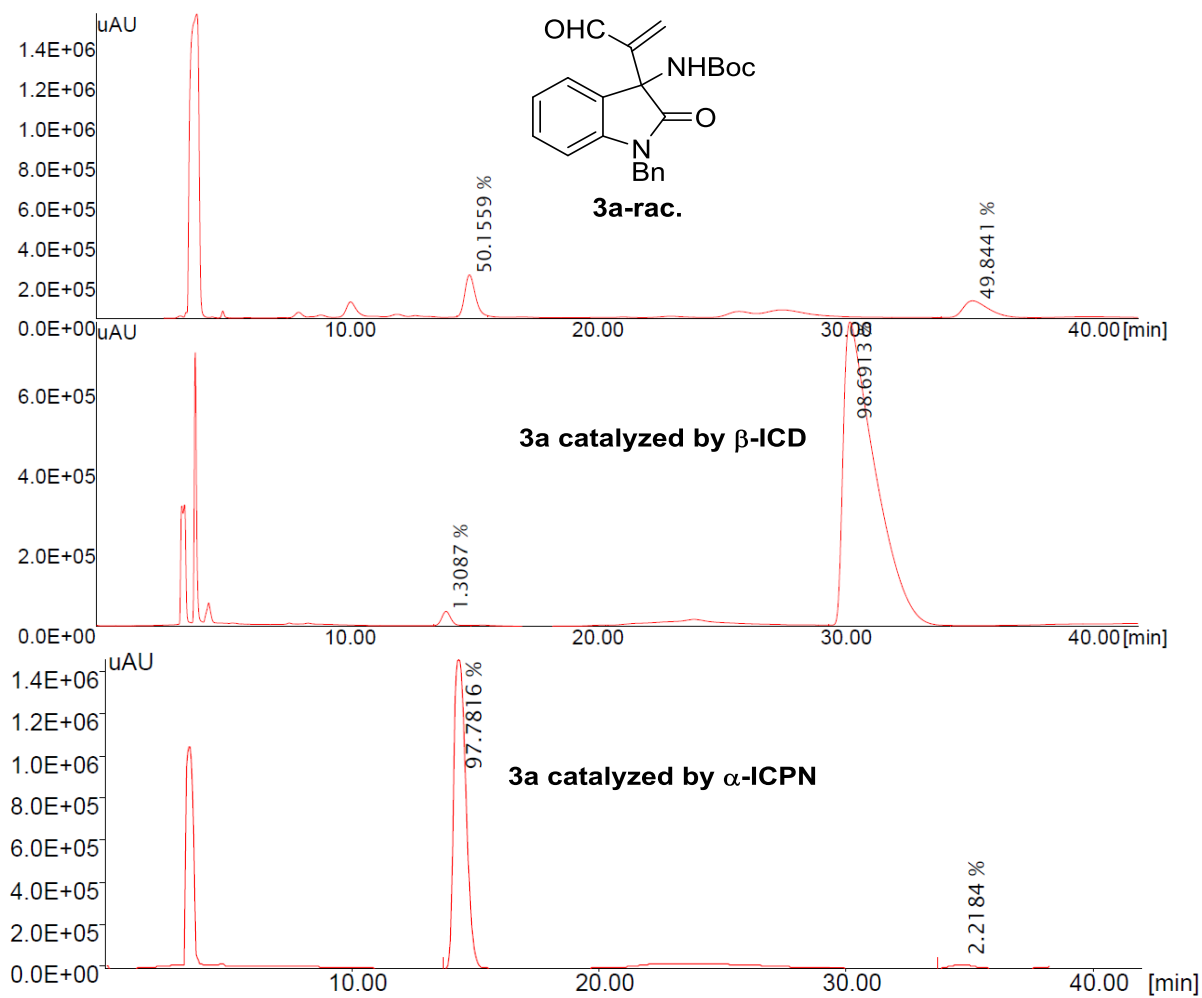 uAU
1.4E+06
1.2E+06
1.0E+06
8.0E+05
6.0E+05
4.0E+05
2.0E+05
0.0E+00
OHC
NHBoc
O
N
Bn
3a-rac.
50.1559 %
49.8441 %
10.00
20.00
30.00
40.00[min]
uAU
6.0E+05
4.0E+05
2.0E+05
0.0E+00
3a catalyzed by β-ICD
1.3087 %
98.6913 %
10.00
20.00
30.00
40.00[min]
uAU
1.4E+06
1.2E+06
1.0E+06
8.0E+05
6.0E+05
4.0E+05
2.0E+05
0.0E+00
97.7816 %
3a catalyzed by α-ICPN
2.2184 %
10.00
20.00
30.00
40.00
[min]